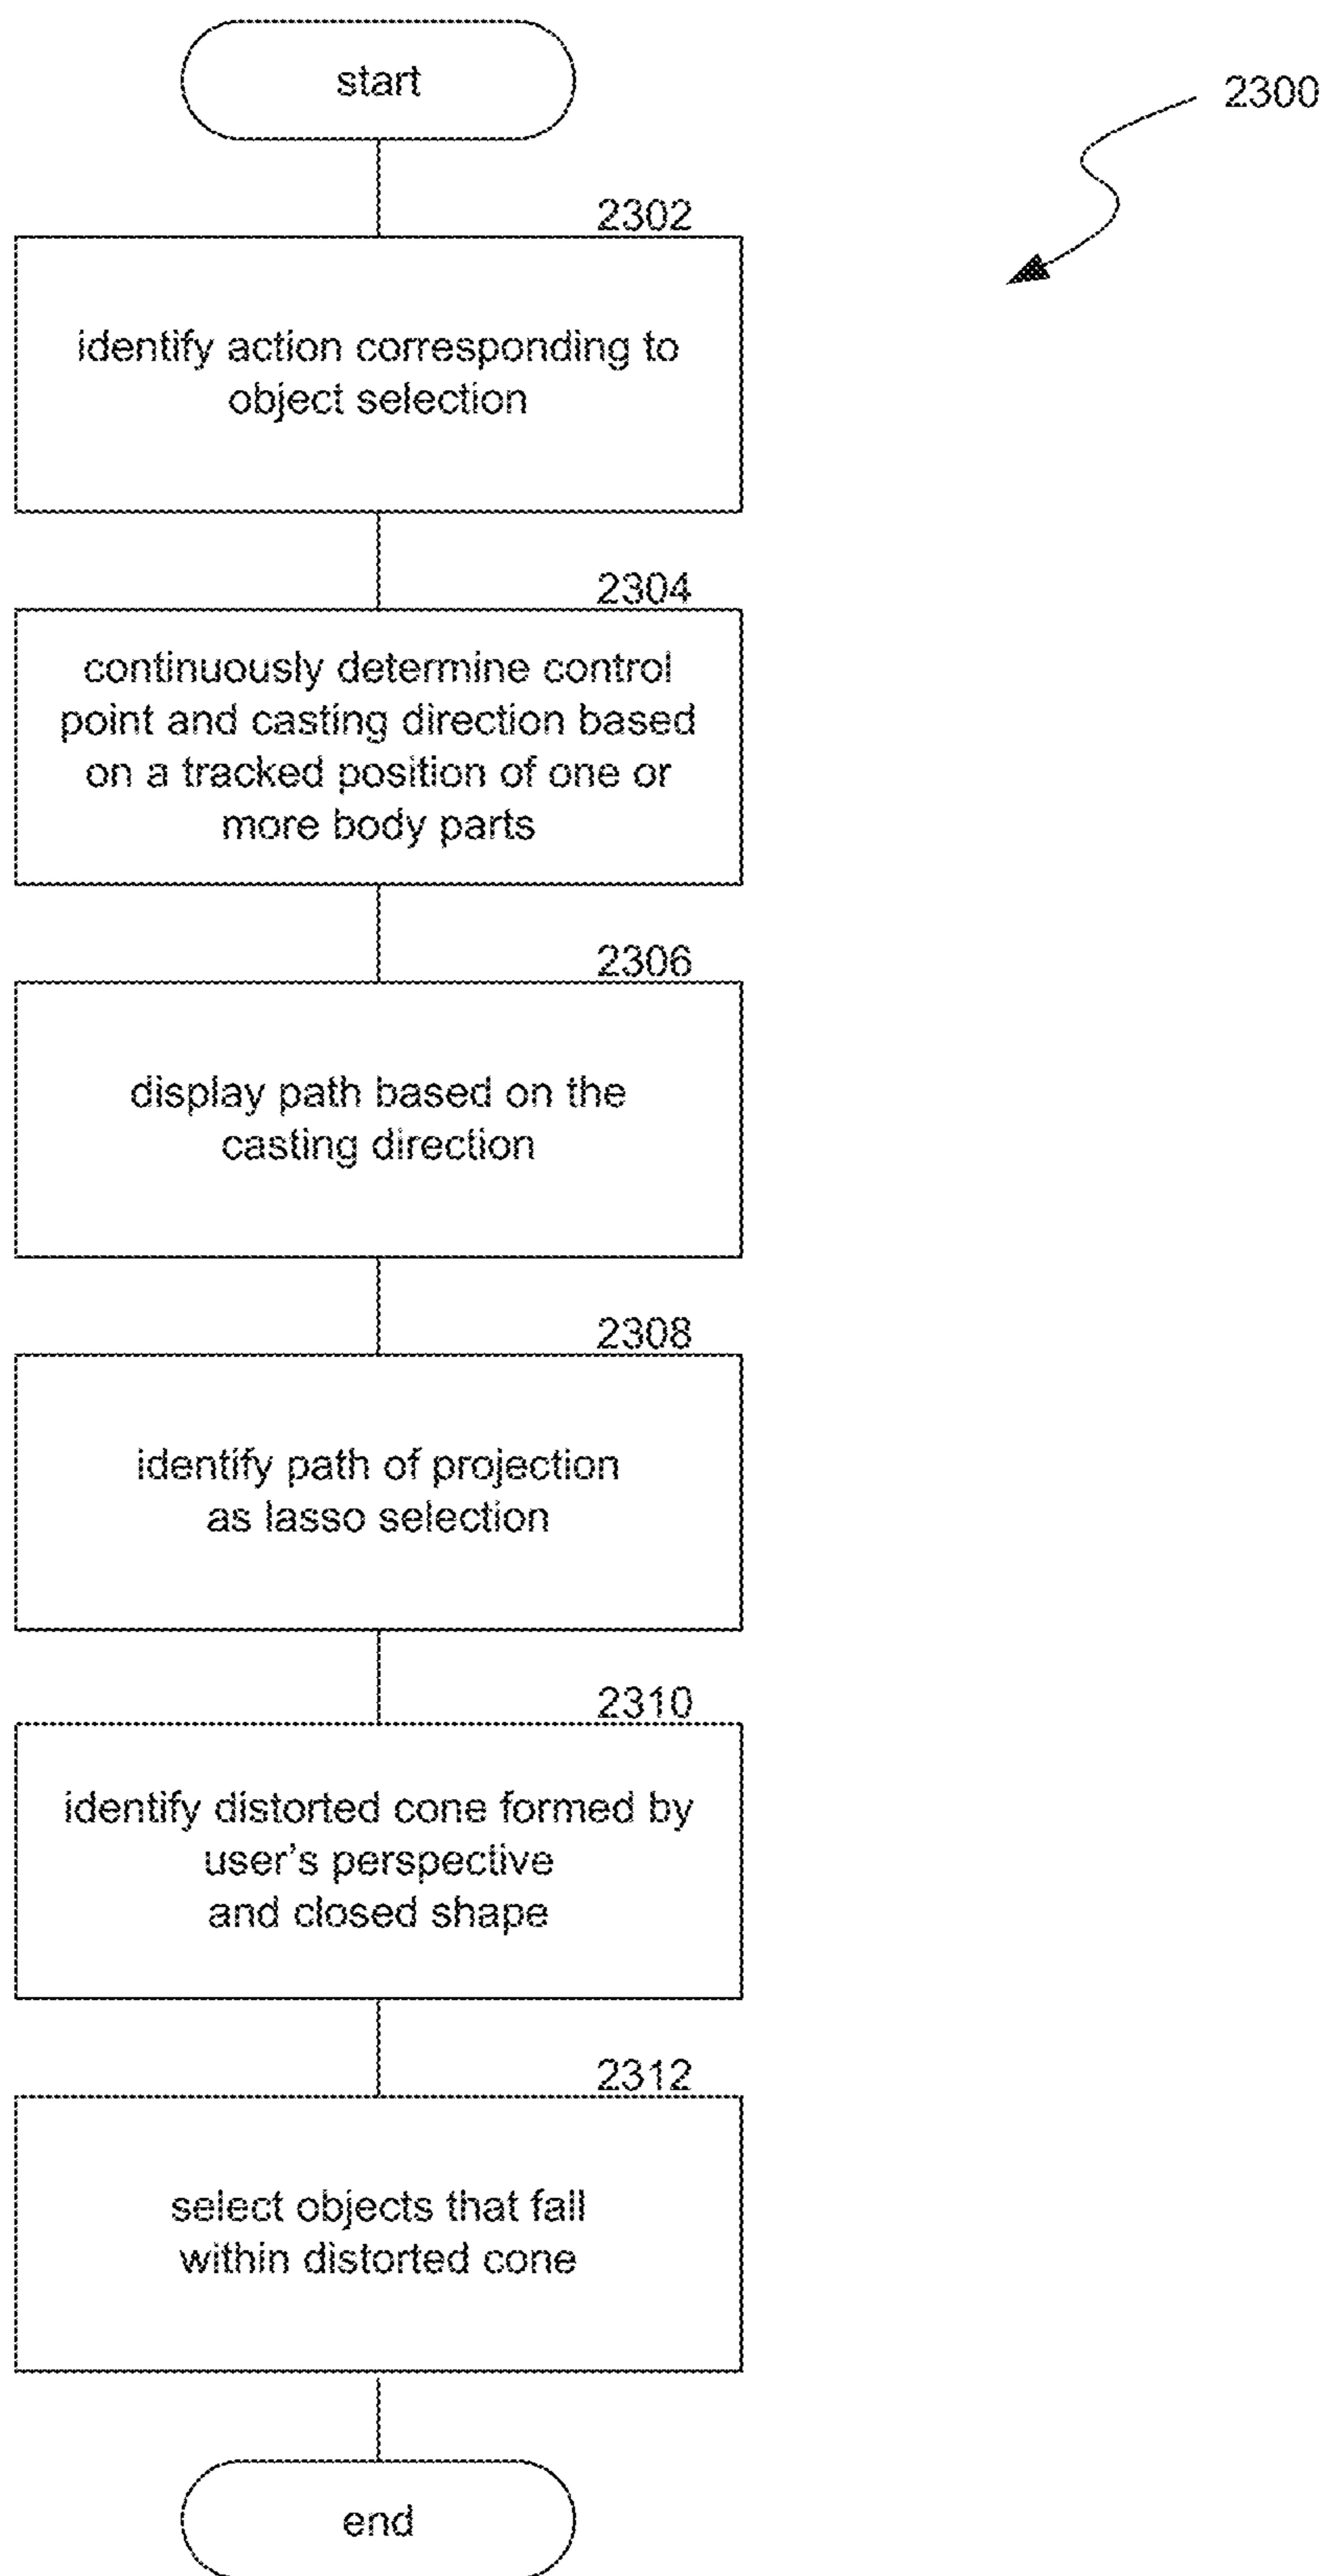 start
2300
2302
identify action corresponding to
object selection
2304
continuously determine control
point and casting direction based
on a tracked position of one or
more body parts
2306
display path based on the
casting direction
2308
identify path of projection
as lasso selection
2310
identify distorted cone formed by
user's perspective
and closed shape
2312
select objects that fall
within distorted cone
end